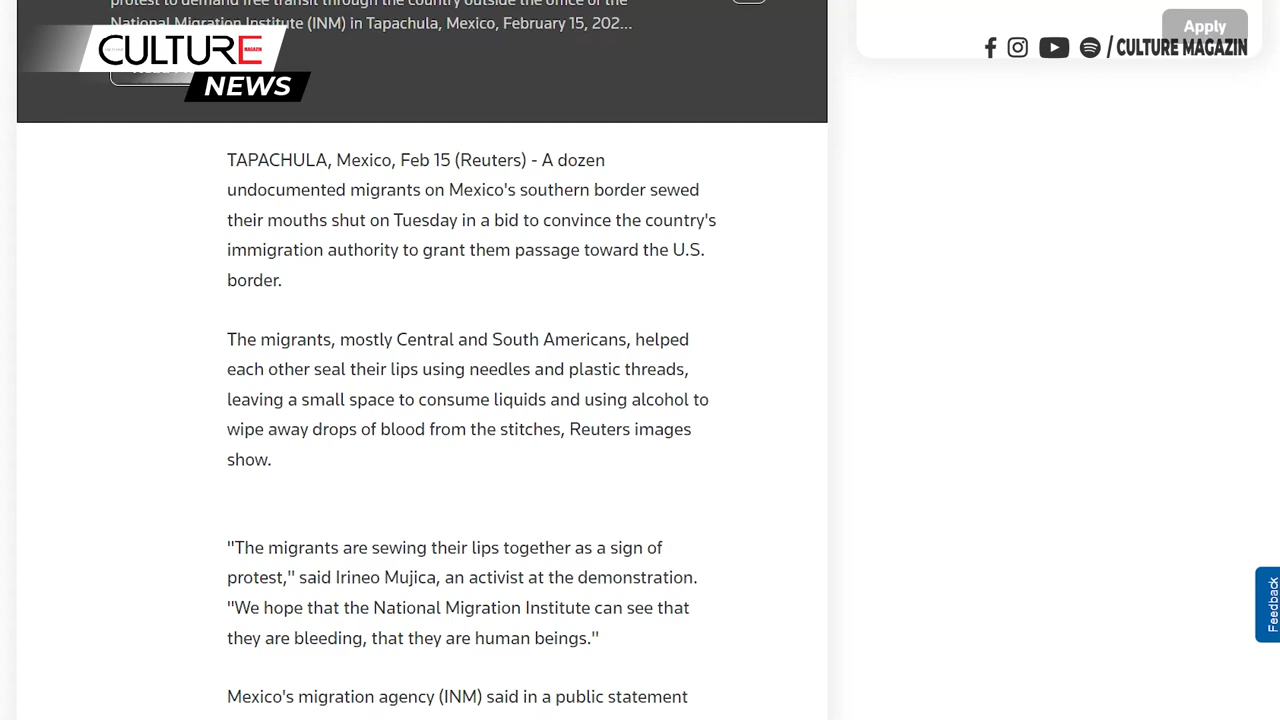 protest to demand free transit through the country outside the office of the
National Migration Institute (INM) in Tapachula, Mexico, February 15, 202...
CULTURE
MAGAZIN
NEWS
Apply
/ CULTURE MAGAZIN
TAPACHULA, Mexico, Feb 15 (Reuters) - A dozen
undocumented migrants on Mexico's southern border sewed
their mouths shut on Tuesday in a bid to convince the country's
immigration authority to grant them passage toward the U.S.
border.
The migrants, mostly Central and South Americans, helped
each other seal their lips using needles and plastic threads,
leaving a small space to consume liquids and using alcohol to
wipe away drops of blood from the stitches, Reuters images
show.
"The migrants are sewing their lips together as a sign of
protest," said Irineo Mujica, an activist at the demonstration.
"We hope that the National Migration Institute can see that
they are bleeding, that they are human beings."
Mexico's migration agency (INM) said in a public statement
Feedback